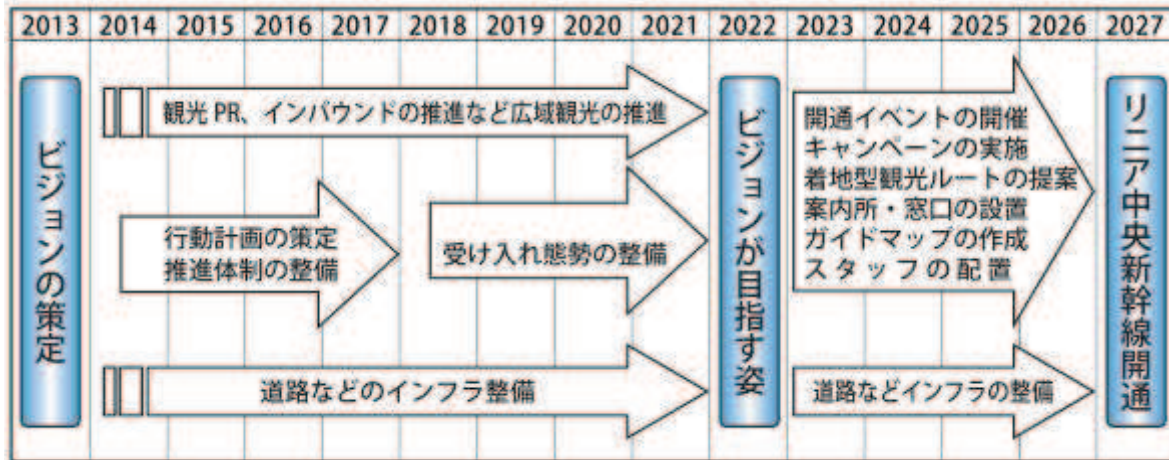 2013 2014 2015 2016 2017 2018 2019 2020 2021 2022 2023 2024 2025 2026 2027
ビジョンの策定
観光 PR、インバウンドの推進など広域観光の推進
行動計画の策定
推進体制の整備
受け入れ態勢の整備
道路などのインフラ整備
ビジョンが目指す姿
開通イベントの開催
キャンペーンの実施
着地型観光ルートの提案
案内所・窓口の設置
ガイドマップの作成
スタッフの配置
道路などインフラの整備
リニア中央新幹線開通